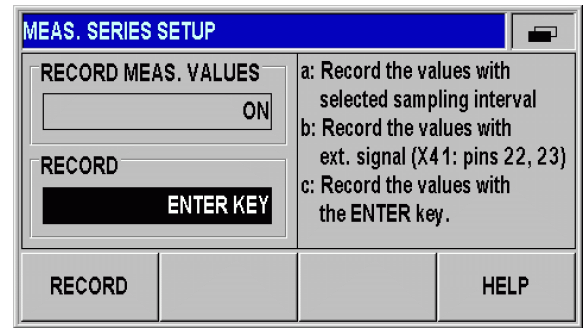 MEAS. SERIES SETUP
RECORD MEAS. VALUES
ON
RECORD
ENTER KEY
a: Record the values with
selected sampling interval
b: Record the values with
ext. signal (X41: pins 22, 23)
c: Record the values with
the ENTER key.
RECORD
HELP